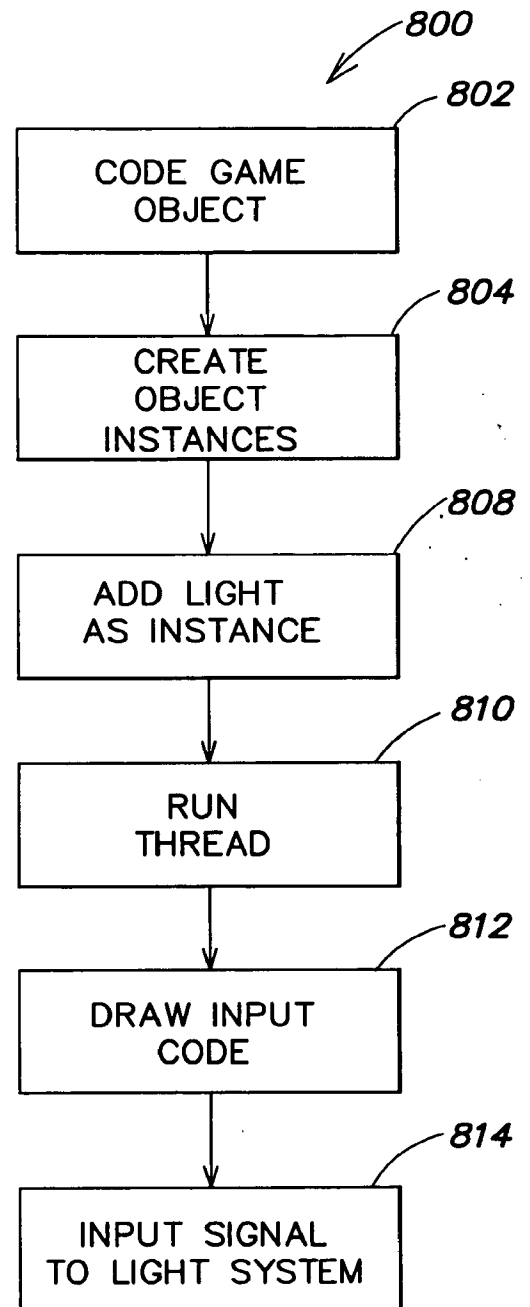 800
802
CODE GAME
OBJECT
804
CREATE
OBJECT
INSTANCES
808
ADD LIGHT
AS INSTANCE
810
RUN
THREAD
812
DRAW INPUT
CODE
814
INPUT SIGNAL
TO LIGHT SYSTEM